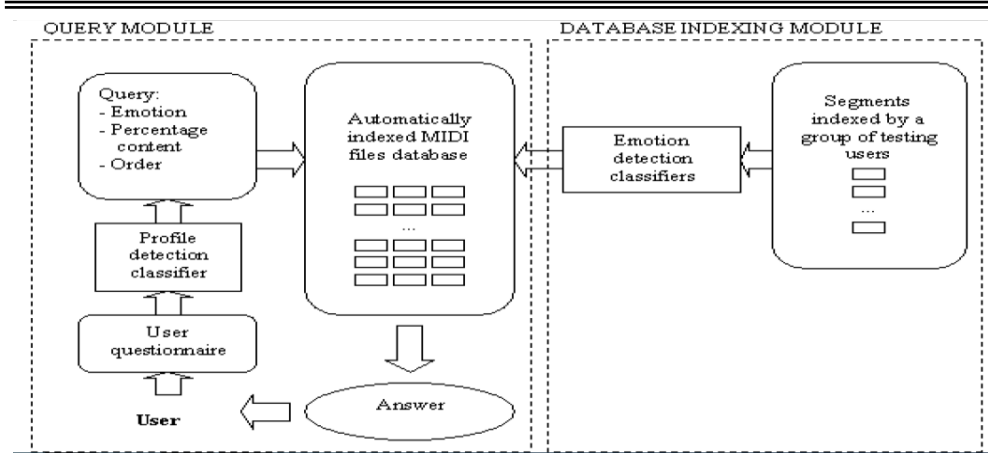 QUERY MODULE
Query:
- Emotion
- Percentage
content
- Order
Profile
detection
classifier
User
questionnaire
User
Automatically
indexed MIDI
files database
...
Answer
DATABASE INDEXING MODULE
Emotion
detection
classifiers
Segments
indexed by a
group of testing
users
...